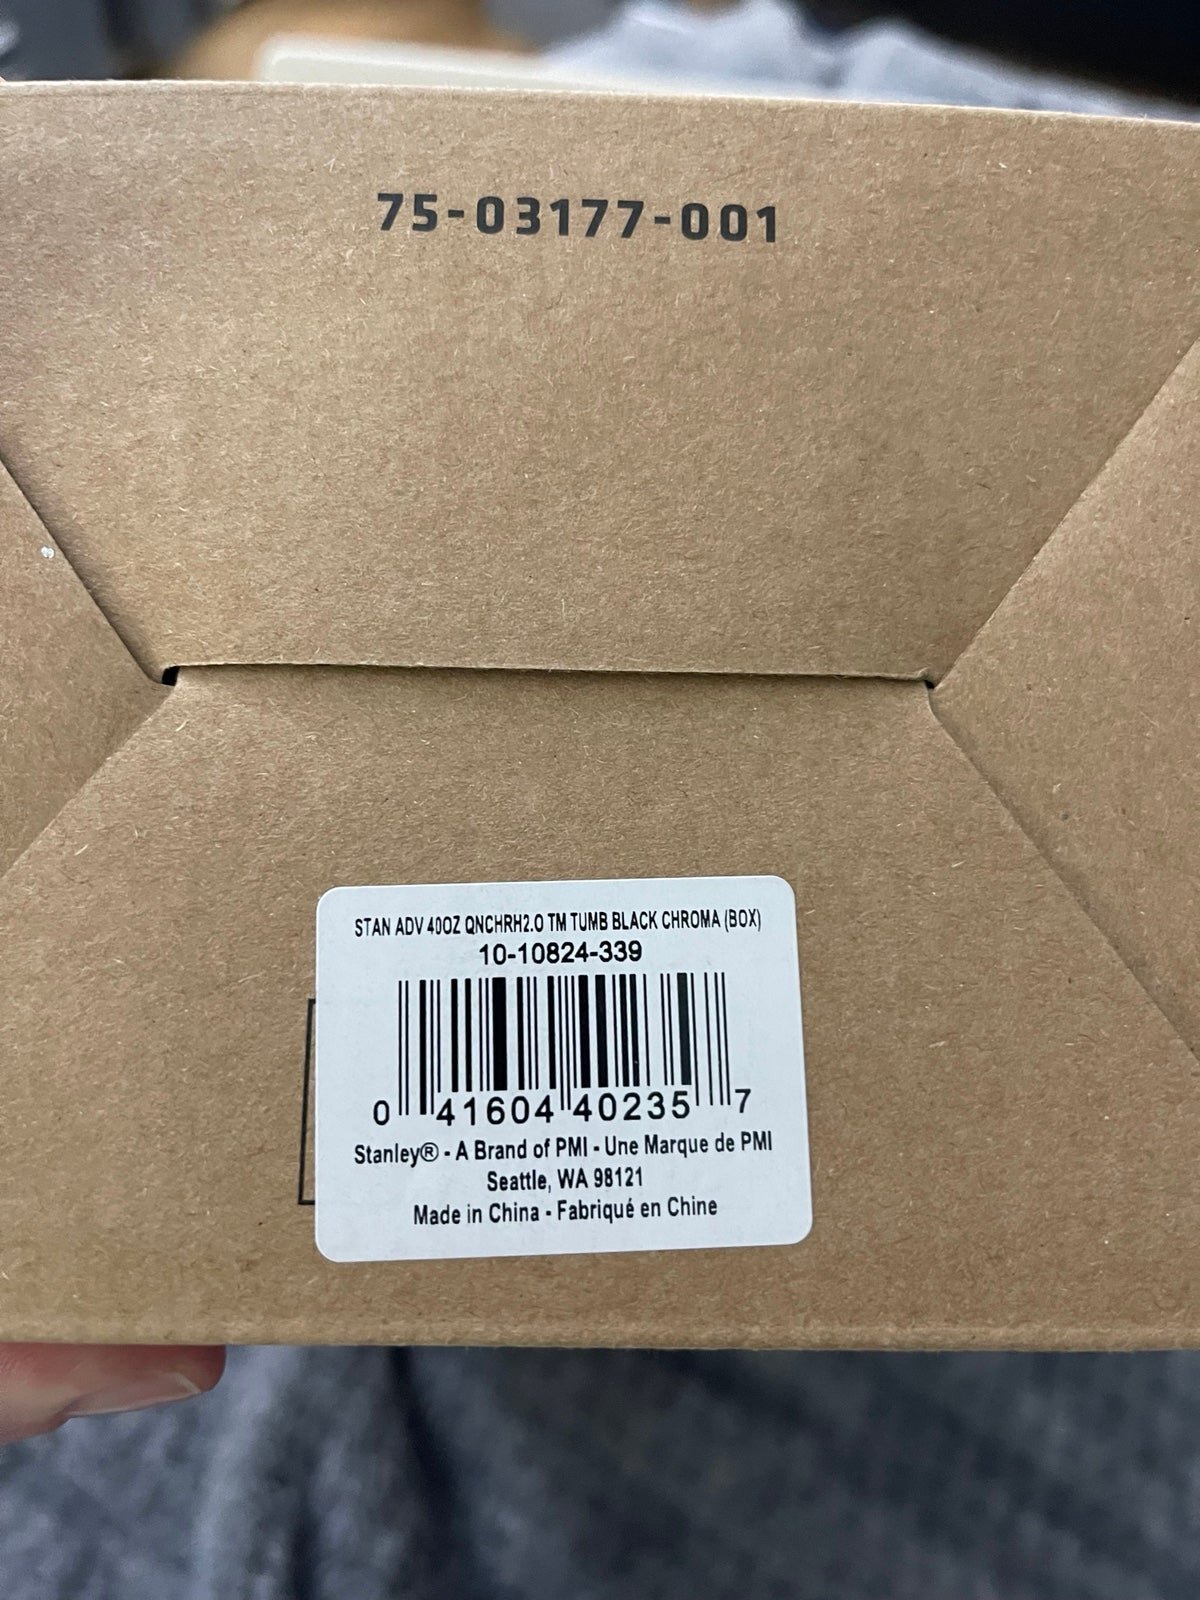 75-03177-001
STAN ADV 40OZ QNCHRH2.O TM TUMB BLACK CHROMA (BOX)
10-10824-339
0 41604 40235 7
Stanley® - A Brand of PMI - Une Marque de PMI
Seattle, WA 98121
Made in China - Fabriqué en Chine